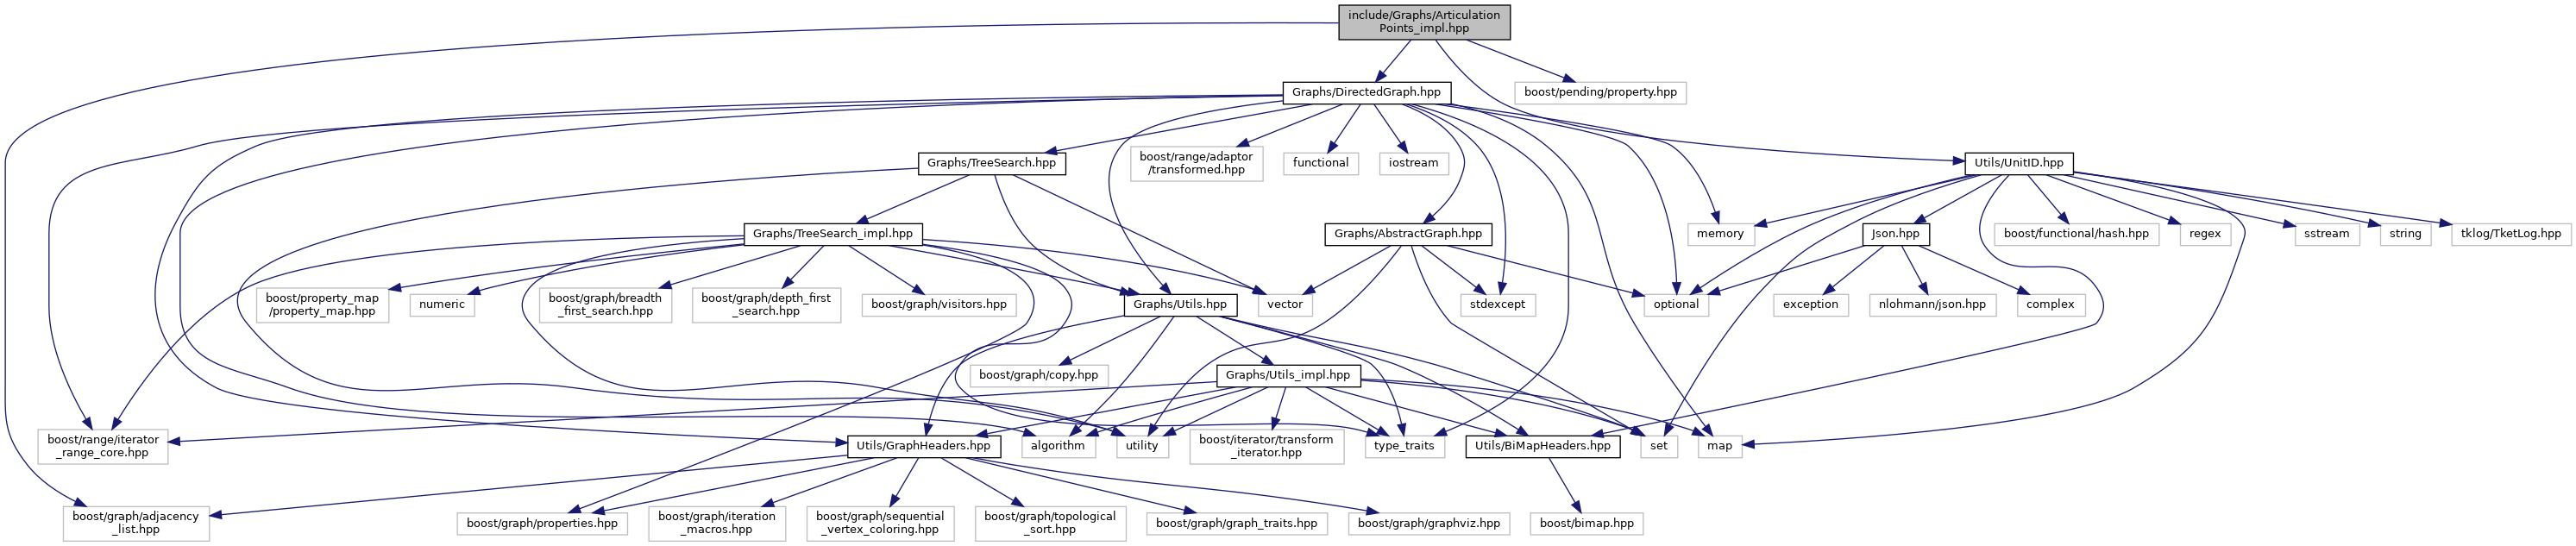 include/Graphs/Articulation
Points_impl.hpp
Graphs/DirectedGraph.hpp
boost/pending/property.hpp
Graphs/TreeSearch.hpp
boost/range/adaptor
/transformed.hpp
functional
iostream
Utils/UnitID.hpp
Graphs/TreeSearch_impl.hpp
Graphs/AbstractGraph.hpp
memory
Json.hpp
boost/functional/hash.hpp
regex
sstream
string
tklog/TketLog.hpp
boost/property_map
/property_map.hpp
numeric
boost/graph/breadth
_first_search.hpp
boost/graph/depth_first
_search.hpp
boost/graph/visitors.hpp
Graphs/Utils.hpp
vector
stdexcept
optional
exception
nlohmann/json.hpp
complex
boost/graph/copy.hpp
Graphs/Utils_impl.hpp
boost/range/iterator
_range_core.hpp
Utils/GraphHeaders.hpp
algorithm
utility
boost/iterator/transform
_iterator.hpp
type_traits
Utils/BiMapHeaders.hpp
set
map
boost/graph/adjacency
_list.hpp
boost/graph/properties.hpp
boost/graph/iteration
_macros.hpp
boost/graph/sequential
_vertex_coloring.hpp
boost/graph/topological
_sort.hpp
boost/graph/graph_traits.hpp
boost/graph/graphviz.hpp
boost/bimap.hpp